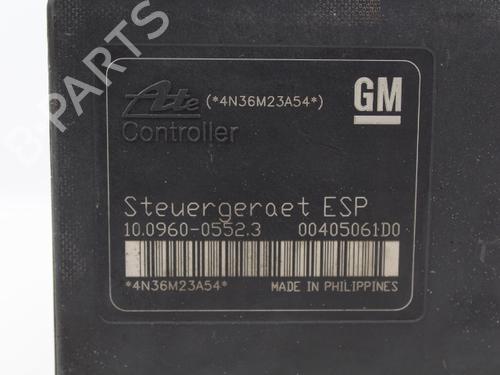 B-PARTS
Ate (*4N36M23A54*) GM
Controller
Steuergeraet ESP
10.0960-0552.3 00405061D0
*4N36M23A54* MADE IN PHILIPPINES